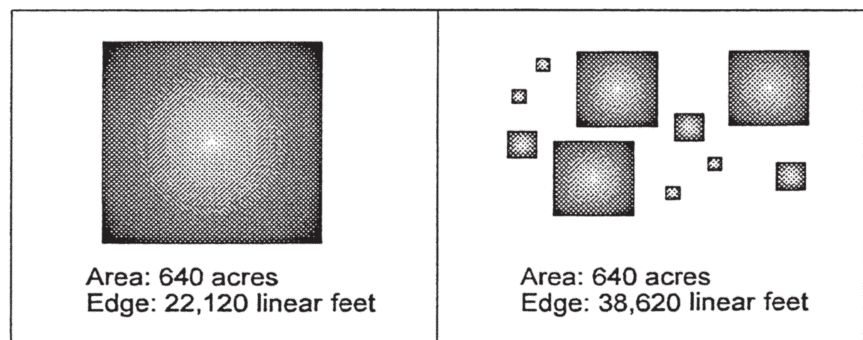 Area: 640 acres
Edge: 22,120 linear feet
Area: 640 acres
Edge: 38,620 linear feet